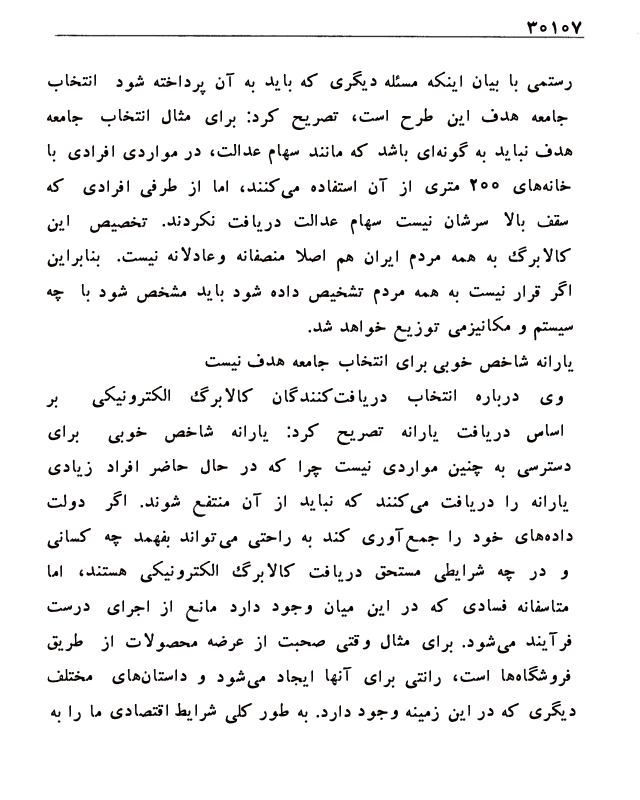 ۳۰۱۰۷
رستمی با بیان اینکه مسئله دیگری که باید به آن پرداخته شود انتخاب
جامعه هدف این طرح است، تصریح کرد: برای مثال انتخاب جامعه
هدف نباید به گونه‌ای باشد که مانند سهام عدالت، در مواردی افرادی با
خانه‌های ۲۰۰ متری از آن استفاده می‌کنند، اما از طرفی افرادی که
سقف بالا سرشان نیست سهام عدالت دریافت نکردند. تخصیص این
کالابرگ به همه مردم ایران هم اصلا منصفانه وعادلانه نیست. بنابراین
اگر قرار نیست به همه مردم تشخیص داده شود باید مشخص شود با چه
سیستم و مکانیزمی توزیع خواهد شد.
یارانه شاخص خوبی برای انتخاب جامعه هدف نیست
وی درباره انتخاب دریافت‌کنندگان کالابرگ الکترونیکی بر
اساس دریافت یارانه تصریح کرد: یارانه شاخص خوبی برای
دسترسی به چنین مواردی نیست چرا که در حال حاضر افراد زیادی
یارانه را دریافت می‌کنند که نباید از آن منتفع شوند. اگر دولت
داده‌های خود را جمع‌آوری کند به راحتی می‌تواند بفهمد چه کسانی
و در چه شرایطی مستحق دریافت کالابرگ الکترونیکی هستند، اما
متاسفانه فسادی که در این میان وجود دارد مانع از اجرای درست
فرآیند می‌شود. برای مثال وقتی صحبت از عرضه محصولات از طریق
فروشگاه‌ها است، رانتی برای آنها ایجاد می‌شود و داستان‌های مختلف
دیگری که در این زمینه وجود دارد. به طور کلی شرایط اقتصادی ما را به